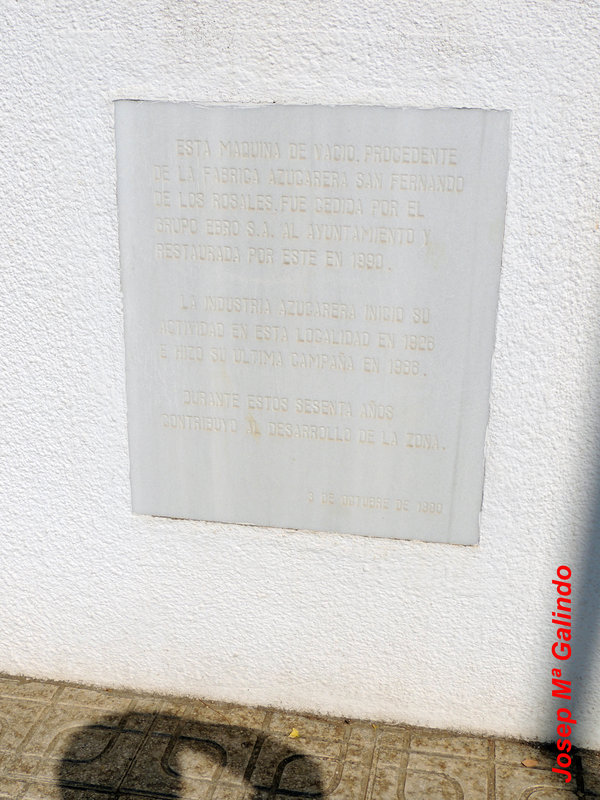 ESTA MAQUINA DE VACIO, PROCEDENTE
DE LA FABRICA AZUCARERA SAN FERNANDO
DE LOS ROSALES, FUE CEDIDA POR EL
GRUPO EBRO S.A. AL AYUNTAMIENTO Y
RESTAURADA POR ESTE EN 1990.
LA INDUSTRIA AZUCARERA INICIO SU
ACTIVIDAD EN ESTA LOCALIDAD EN 1926
E HIZO SU ULTIMA CAMPAÑA EN 1986.
DURANTE ESTOS SESENTA AÑOS
CONTRIBUYO AL DESARROLLO DE LA ZONA.
3 DE OCTUBRE DE 1990
Josep Mª Galindo